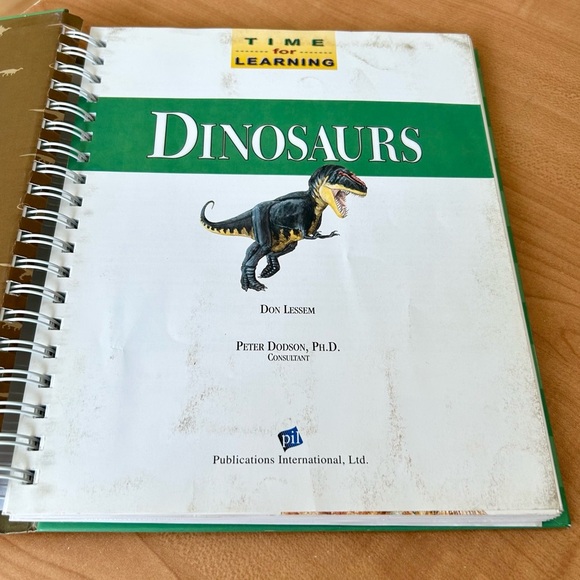 TIME
for
LEARNING
DINOSAURS
DON LESSEM
PETER DODSON, PH.D.
CONSULTANT
pil
Publications International, Ltd.